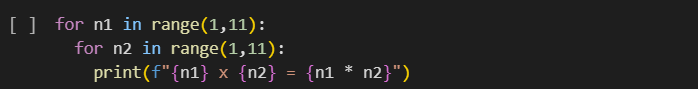 [ ] for n1 in range(1,11):
for n2 in range(1,11):
print(f"{n1} x {n2} = {n1 * n2}")